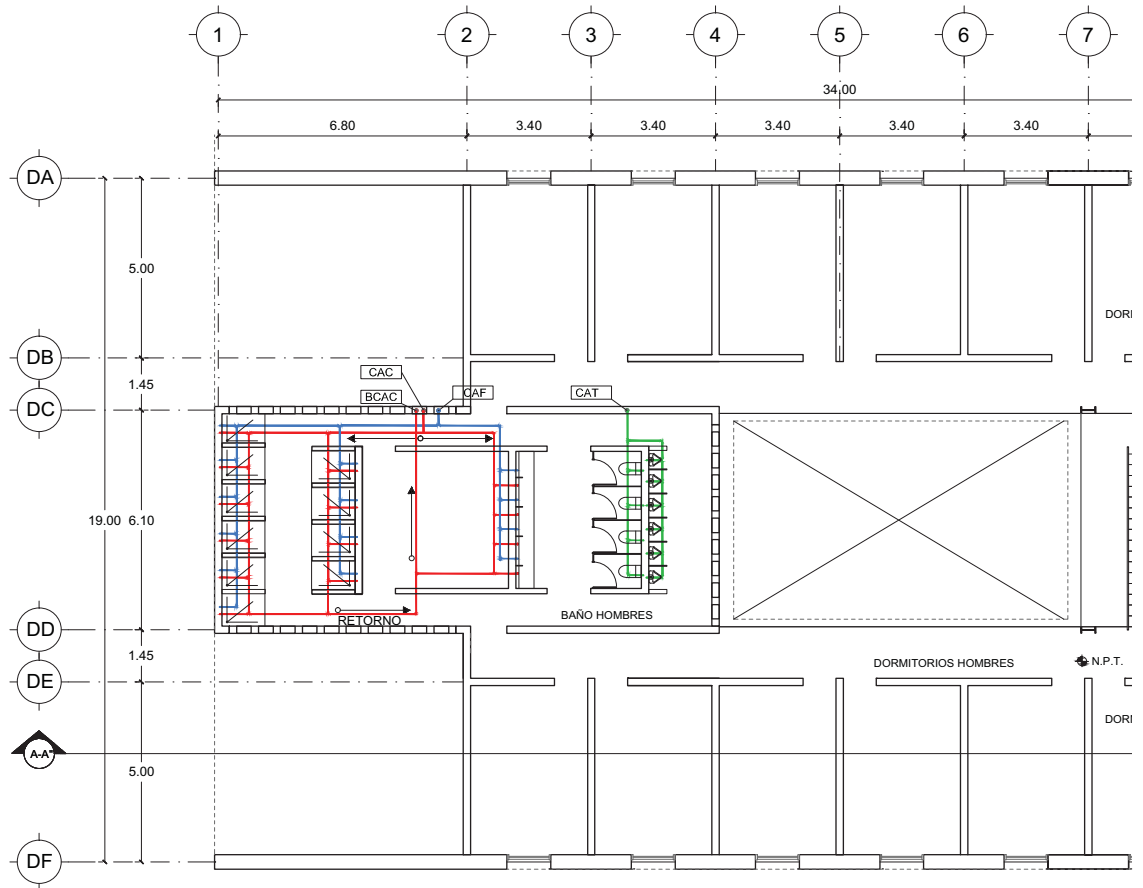 1
2
3
4
5
6
7
34.00
6.80
3.40
3.40
3.40
3.40
3.40
DA
5.00
DORI
DB
1.45
CAC
BCAC
CAF
CAT
DC
19.00
6.10
RETORNO
BAÑO HOMBRES
DD
1.45
DORMITORIOS HOMBRES
N.P.T.
DE
DORM
A-A"
5.00
DF